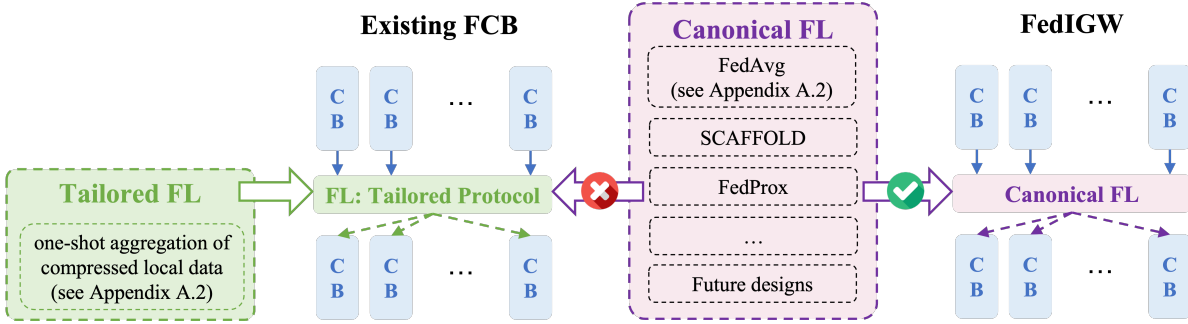 Existing FCB
C
B
C
B
...
C
B
Tailored FL
one-shot aggregation of
compressed local data
(see Appendix A.2)
FL: Tailored Protocol
C
B
C
B
...
C
B
Canonical FL
FedAvg
(see Appendix A.2)
SCAFFOLD
FedProx
...
Future designs
FedIGW
C
B
C
B
...
C
B
Canonical FL
C
B
C
B
...
C
B